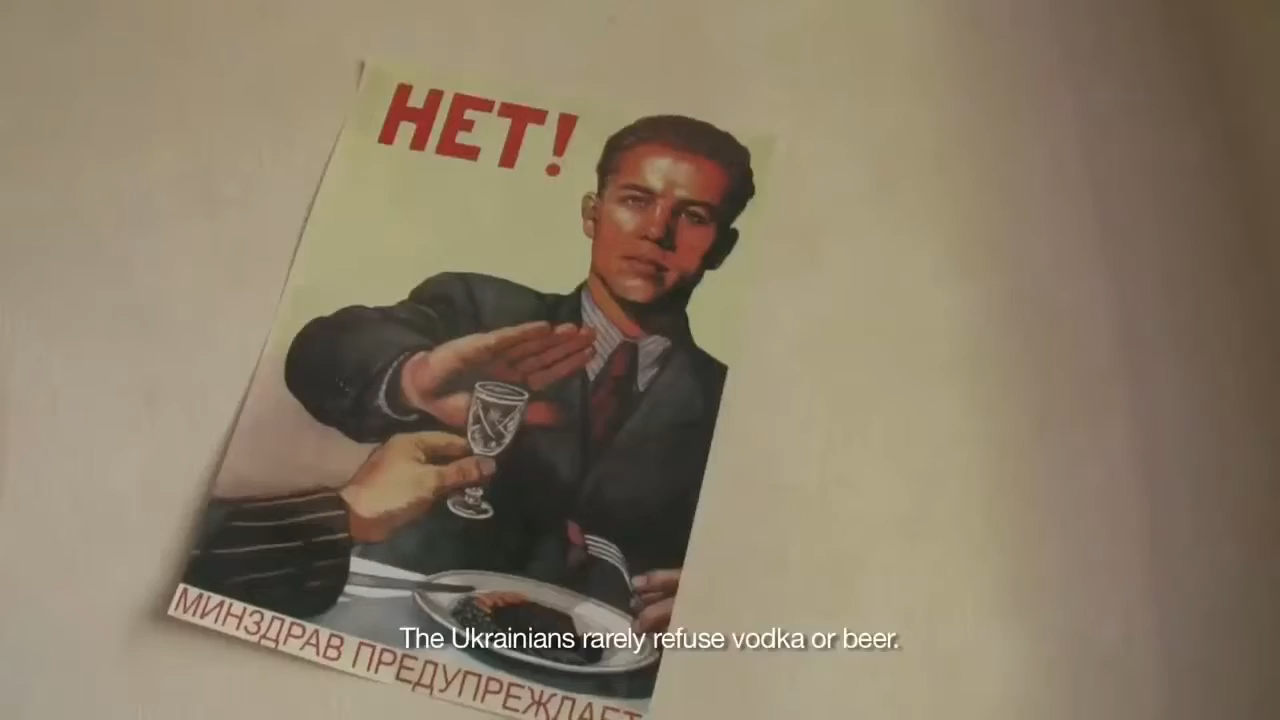 НЕТ!
МИНЗДРАВ ПРЕДУПРЕЖДАЕТ
The Ukrainians rarely refuse vodka or beer.